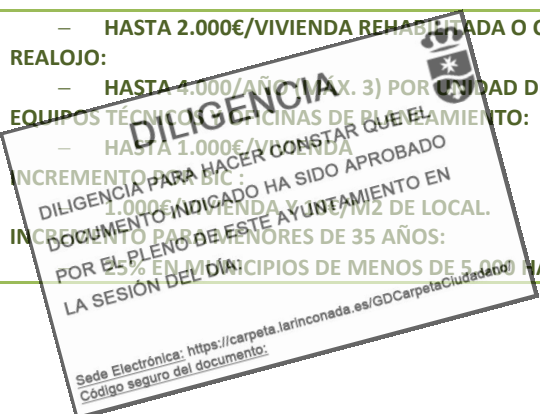 – HASTA 2.000€/VIVIENDA REHABILITADA O
REALOJO:
– HASTA 4.000/AÑO (MÁX. 3) POR UNIDAD D
EQUIPOS TÉCNICOS OFICINAS DE PLANEAMIENTO:
– HASTA 1.000€/VIVIENDA
INCREMENTO POR BIC :
1.000€/VIVIENDA 10€/M2 DE LOCAL.
INCREMENTO PARA MENORES DE 35 AÑOS:
25% EN MUNICIPIOS DE MENOS DE 5.000 HA
DILIGENCIA
DILIGENCIA PARA HACER CONSTAR QUE EL
DOCUMENTO INDICADO HA SIDO APROBADO
POR EL PLENO DE ESTE AYUNTAMIENTO EN
LA SESIÓN DEL DÍA:
Sede Electrónica: https://carpeta.larinconada.es/GDCarpetaCiudadano/
Código seguro del documento: